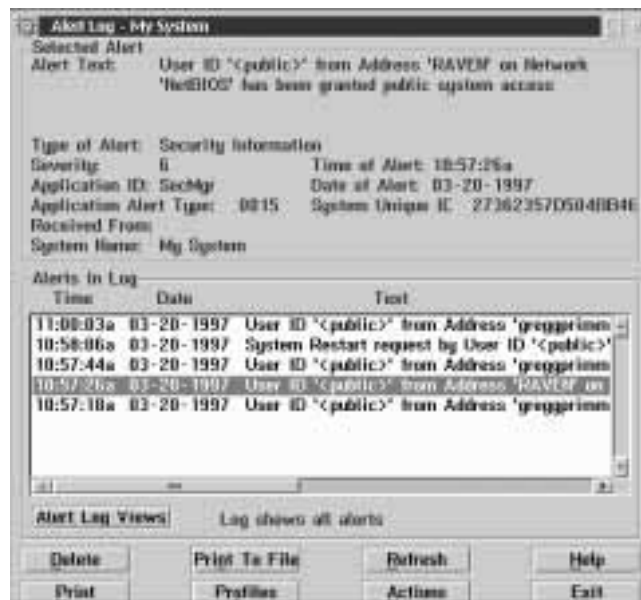 Alert Log - My System
Selected Alert
Alert Text: User ID '<public>' from Address 'RAVEN' on Network
'NetBIOS' has been granted public system access
Type of Alert: Security Information
Severity: 6 Time of Alert: 10:57:26a
Application ID: SecMgr Date of Alert: 03-20-1997
Application Alert Type: 0015 System Unique ID: 27362357D504BB46
Received From:
System Name: My System
Alerts in Log
Time Date Text
11:00:03a 03-20-1997 User ID '<public>' from Address 'greggprimm
10:58:06a 03-20-1997 System Restart request by User ID '<public>'
10:57:44a 03-20-1997 User ID '<public>' from Address 'greggprimm
10:57:26a 03-20-1997 User ID '<public>' from Address 'RAVEN' on
10:57:18a 03-20-1997 User ID '<public>' from Address 'greggprimm
Alert Log Views Log shows all alerts
Delete Print To File Refresh Help
Print Profiles Actions Exit